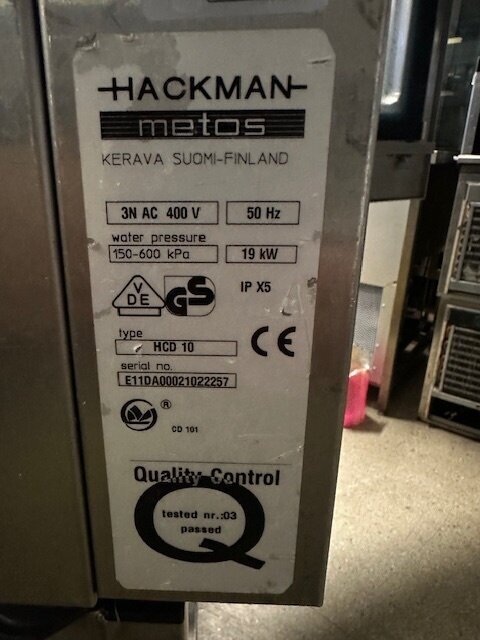 HACKMAN
metos
KERAVA SUOMI-FINLAND
3N AC 400 V 50 Hz
water pressure
150-600 kPa 19 kW
VDE GS IP X5
type
HCD 10 CE
serial no.
E11DA00021022257
®
CD 101
Quality Control
tested nr.:03
passed